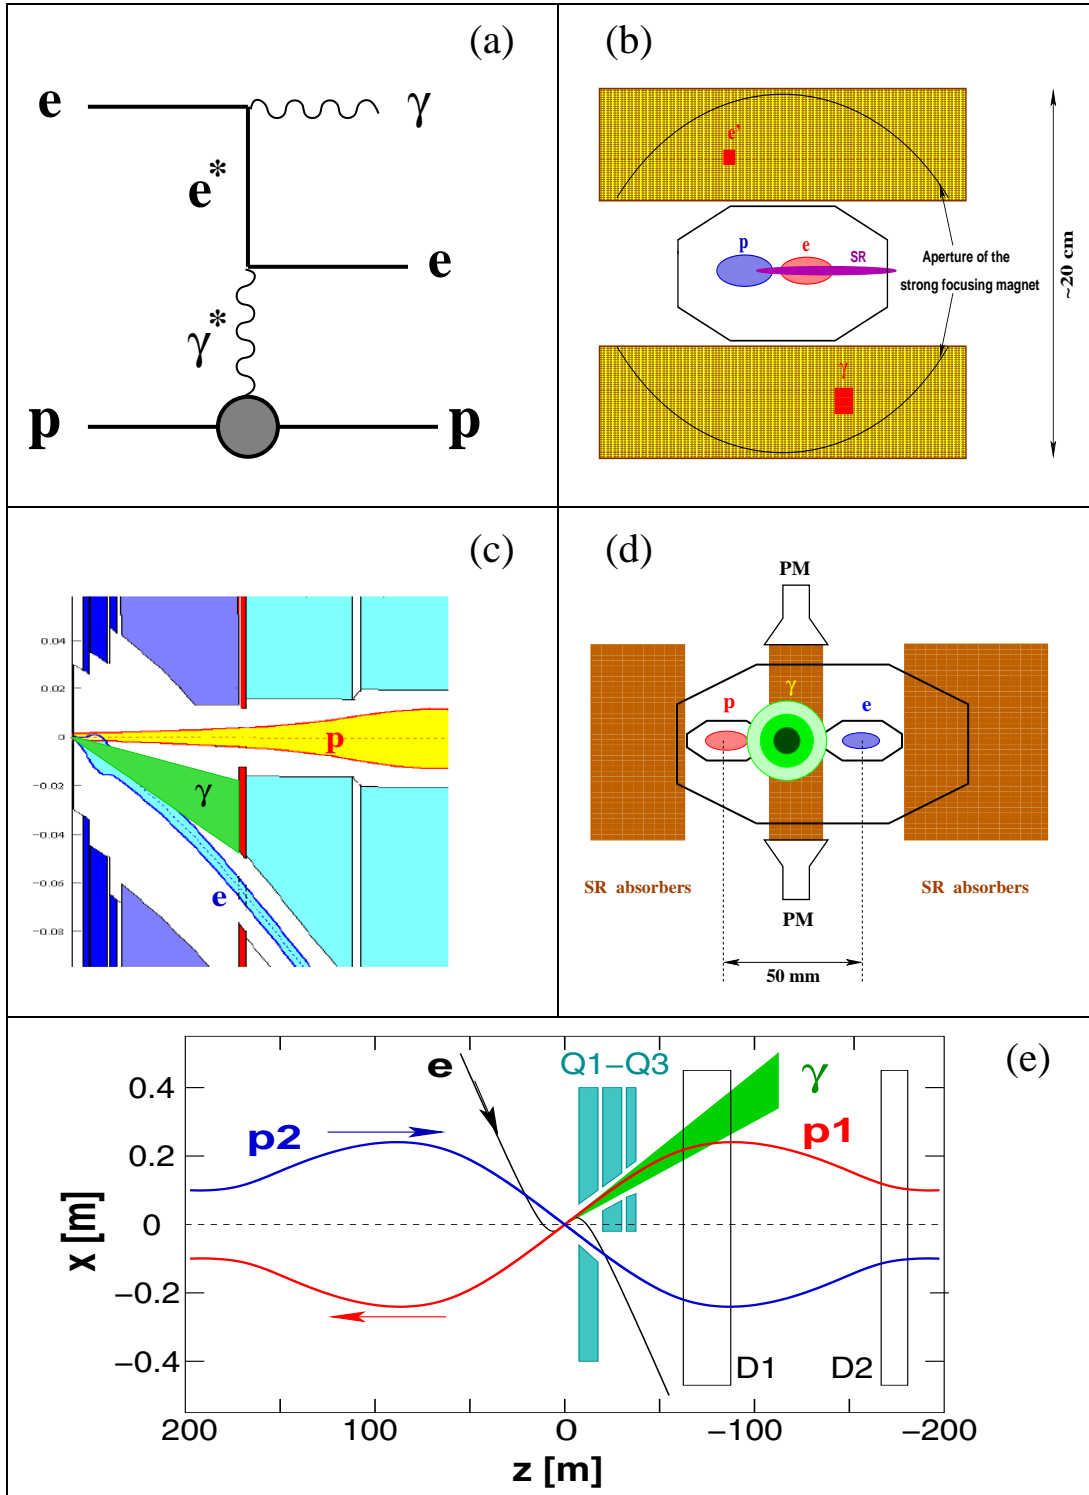 (a)
e
γ
e*
e
γ*
p
p
(b)
e'
p
e
SR
Aperture of the
strong focusing magnet
γ
~20 cm
(c)
0.04
0.02
0
−0.02
−0.04
−0.06
−0.08
p
γ
e
(d)
PM
γ
p
e
SR absorbers
SR absorbers
PM
50 mm
(e)
e
Q1−Q3
γ
p2
p1
0.4
0.2
0
−0.2
−0.4
x [m]
D1
D2
200
100
0
−100
−200
z [m]